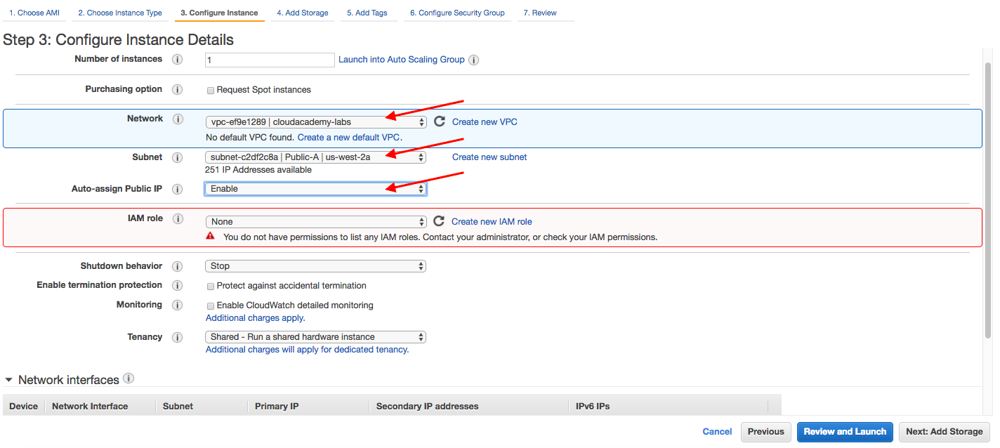 1. Choose AMI 2. Choose Instance Type 3. Configure Instance 4. Add Storage 5. Add Tags 6. Configure Security Group 7. Review
Step 3: Configure Instance Details
Number of instances i 1 Launch into Auto Scaling Group i
Purchasing option i Request Spot instances
Network i vpc-ef9e1289 | cloudacademy-labs Create new VPC
No default VPC found. Create a new default VPC.
Subnet i subnet-c2df2c8a | Public-A | us-west-2a Create new subnet
251 IP Addresses available
Auto-assign Public IP i Enable
IAM role i None Create new IAM role
You do not have permissions to list any IAM roles. Contact your administrator, or check your IAM permissions.
Shutdown behavior i Stop
Enable termination protection i Protect against accidental termination
Monitoring i Enable CloudWatch detailed monitoring
Additional charges apply.
Tenancy i Shared - Run a shared hardware instance
Additional charges will apply for dedicated tenancy.
Network interfaces i
Device Network Interface Subnet Primary IP Secondary IP addresses IPv6 IPs
Cancel Previous Review and Launch Next: Add Storage